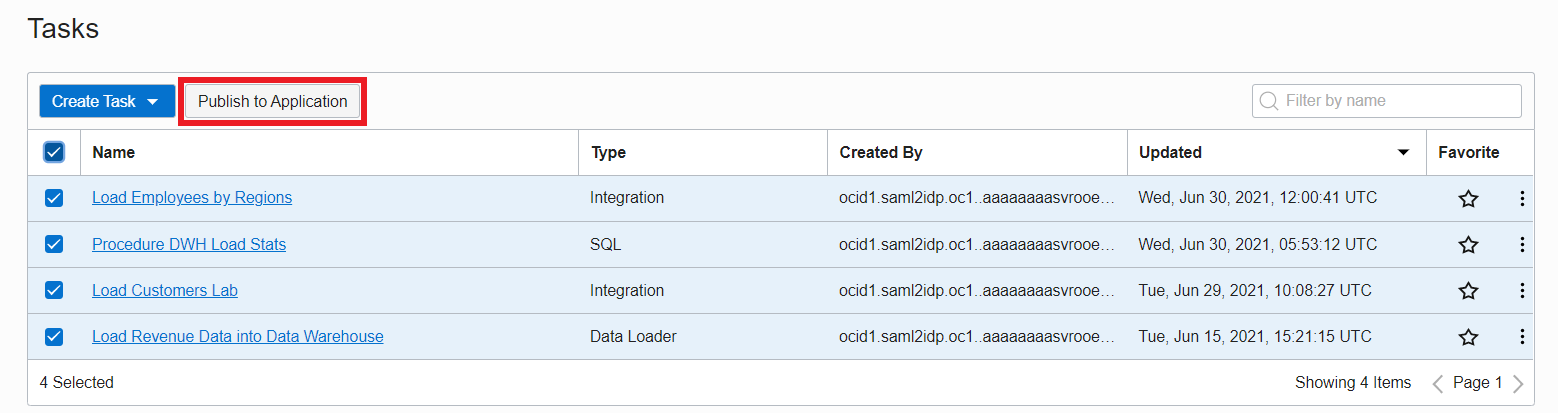 Tasks
Create Task Publish to Application Filter by name
Name Type Created By Updated Favorite
Load Employees by Regions Integration ocid1.saml2idp.oc1..aaaaaaaasvrooe... Wed, Jun 30, 2021, 12:00:41 UTC
Procedure DWH Load Stats SQL ocid1.saml2idp.oc1..aaaaaaaasvrooe... Wed, Jun 30, 2021, 05:53:12 UTC
Load Customers Lab Integration ocid1.saml2idp.oc1..aaaaaaaasvrooe... Tue, Jun 29, 2021, 10:08:27 UTC
Load Revenue Data into Data Warehouse Data Loader ocid1.saml2idp.oc1..aaaaaaaasvrooe... Tue, Jun 15, 2021, 15:21:15 UTC
4 Selected Showing 4 Items Page 1